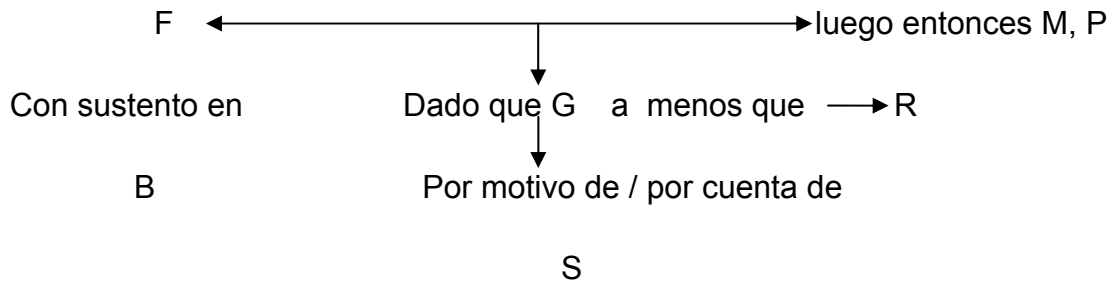 F luego entonces M, P
Con sustento en Dado que G a menos que R
B Por motivo de / por cuenta de
S